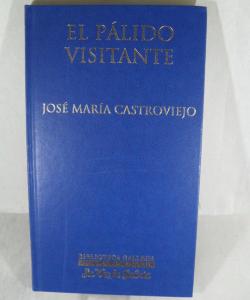 EL PÁLIDO
VISITANTE
JOSÉ MARÍA CASTROVIEJO
BIBLIOTECA GALLEGA
La Voz de Galicia